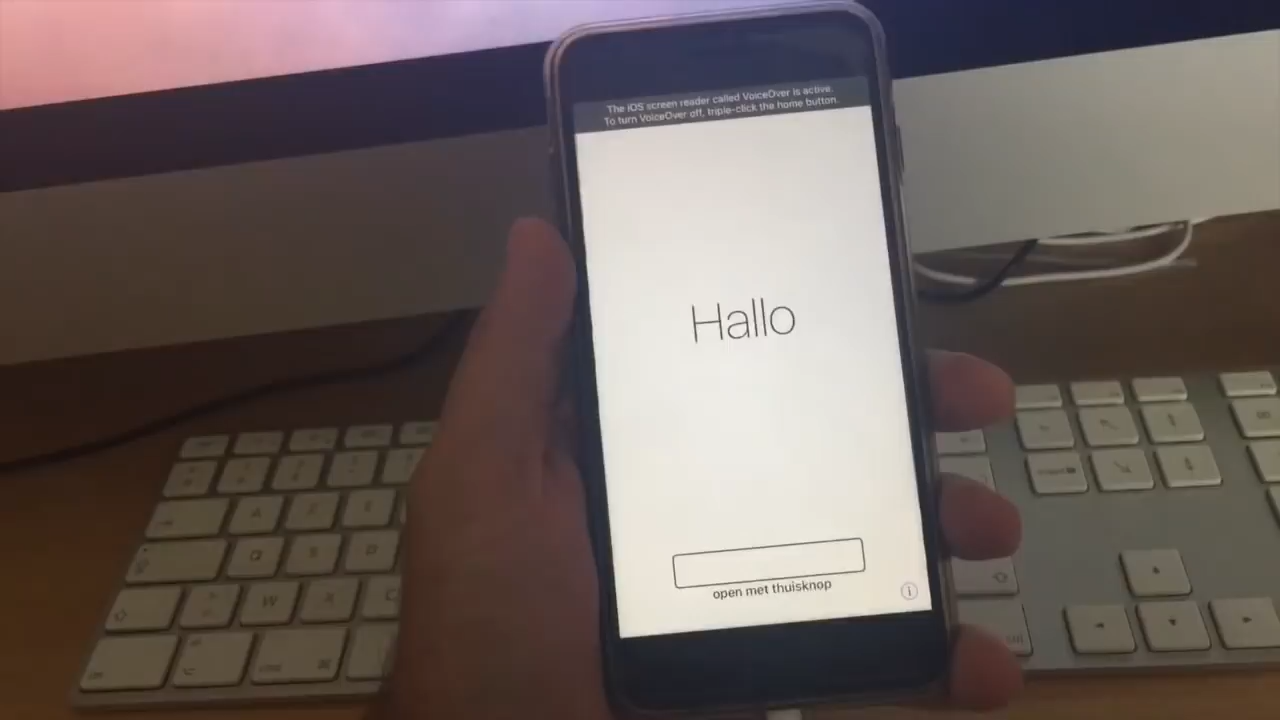 The iOS screen reader called VoiceOver is active.
To turn VoiceOver off, triple-click the home button.
Hallo
open met thuisknop
i
A
Q
W